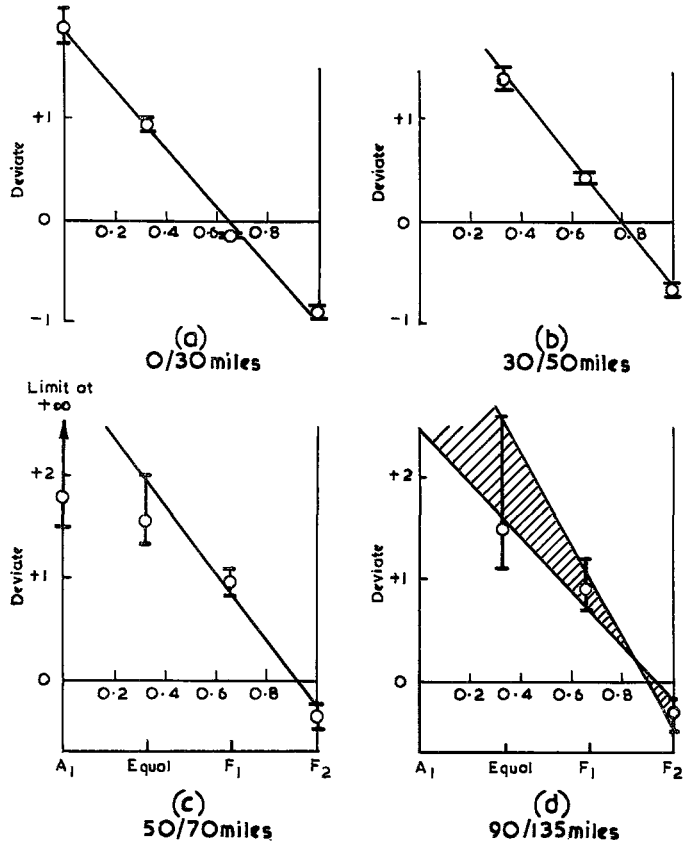 +1
0
-1
Deviate
0.2 0.4 0.6 0.8
(a)
0/30 miles
+1
0
-1
Deviate
0.2 0.4 0.6 0.8
(b)
30/50 miles
Limit at
+∞
+2
+1
0
Deviate
0.2 0.4 0.6 0.8
A1 Equal F1 F2
(c)
50/70 miles
+2
+1
0
Deviate
0.2 0.4 0.6 0.8
A1 Equal F1 F2
(d)
90/135 miles